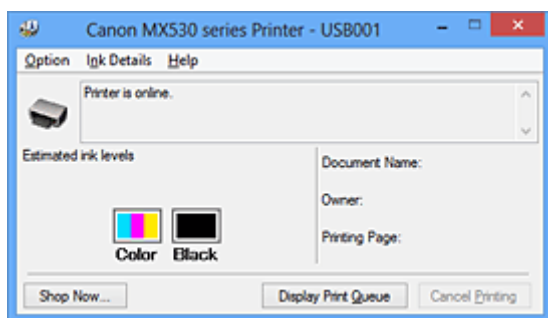 Canon MX530 series Printer - USB001
Option Ink Details Help
Printer is online.
Estimated ink levels
Document Name:
Owner:
Printing Page:
Color Black
Shop Now... Display Print Queue Cancel Printing